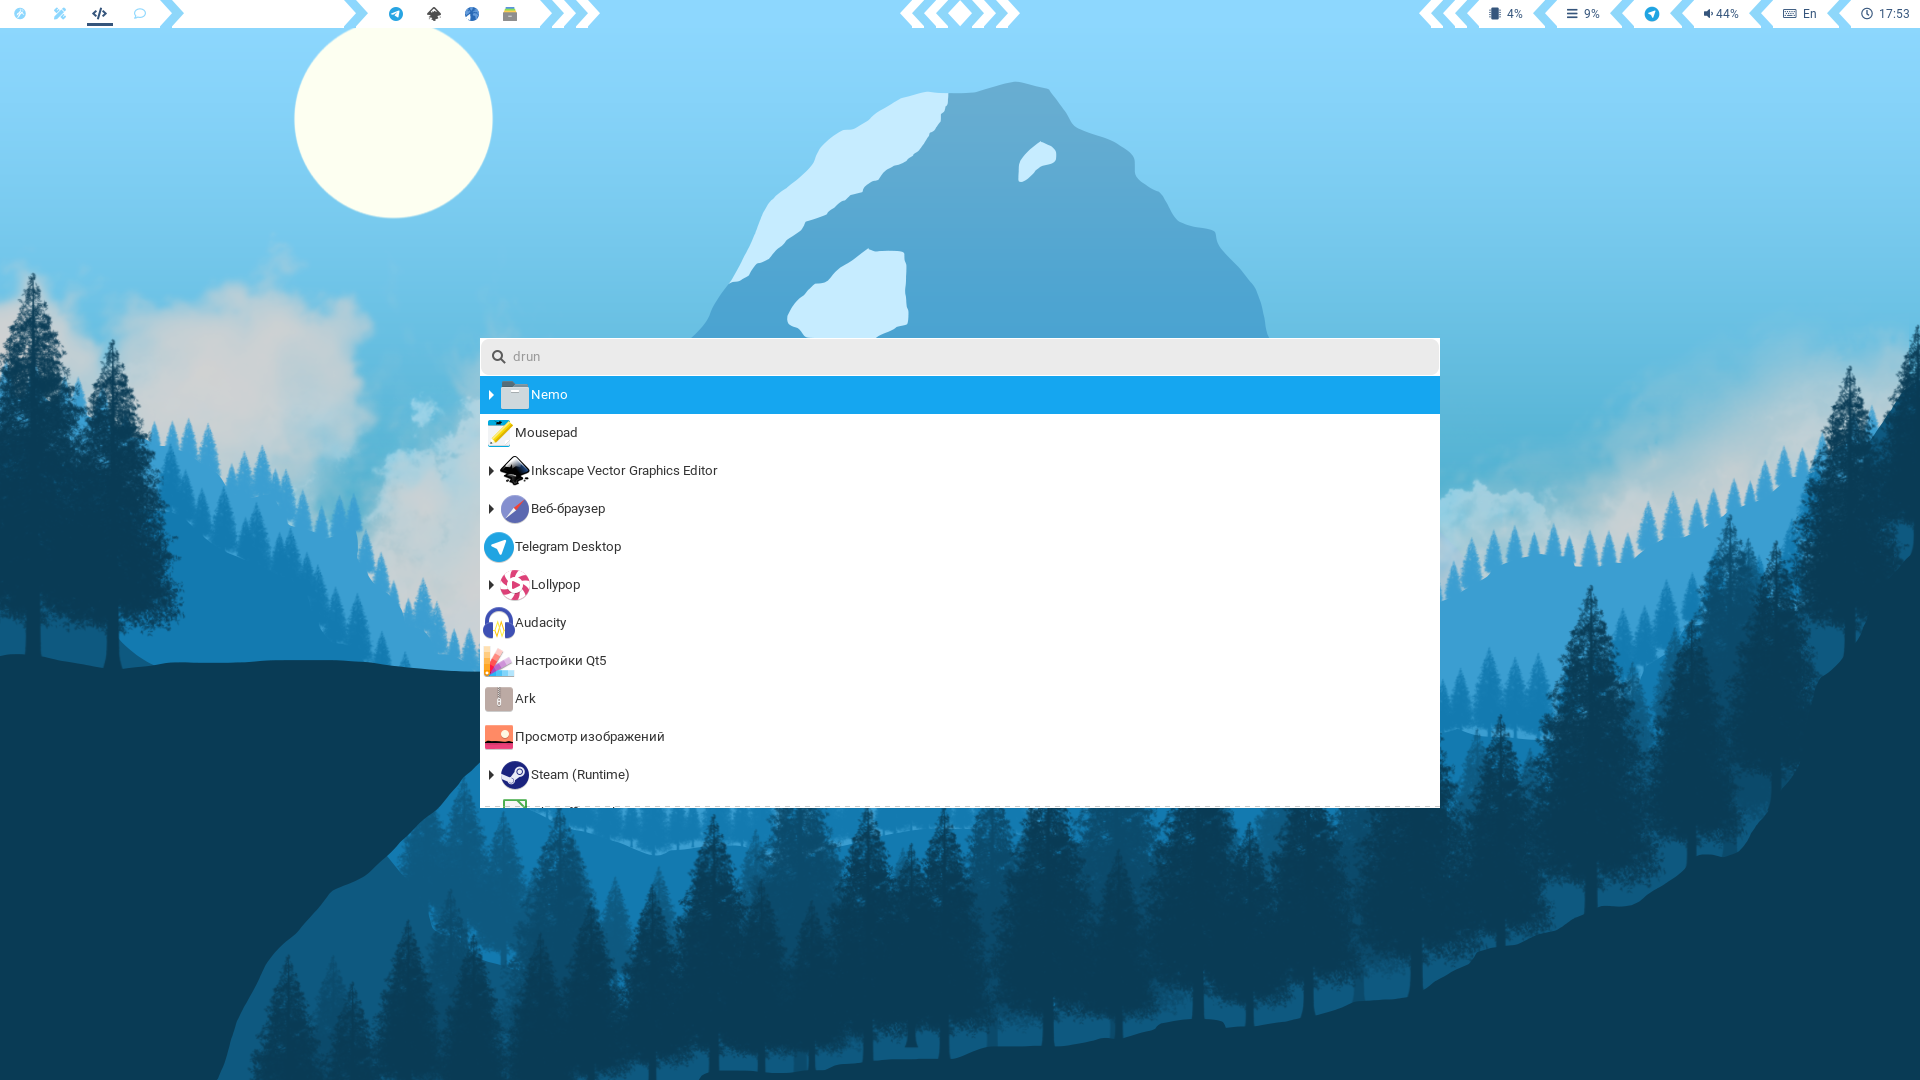 4%
9%
44%
En
17:53
drun
Nemo
Mousepad
Inkscape Vector Graphics Editor
Веб-браузер
Telegram Desktop
Lollypop
Audacity
Настройки Qt5
Ark
Просмотр изображений
Steam (Runtime)